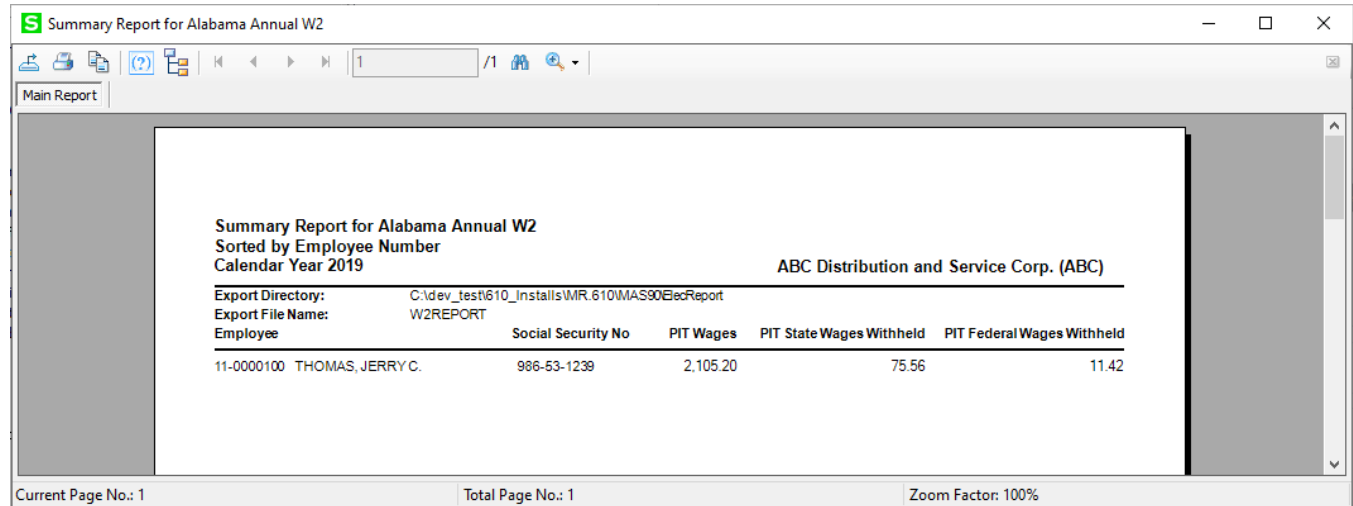 S Summary Report for Alabama Annual W2
(?) 1 /1
Main Report
Summary Report for Alabama Annual W2
Sorted by Employee Number
Calendar Year 2019 ABC Distribution and Service Corp. (ABC)
Export Directory: C:\dev_test\610_Installs\MR.610\MAS90\ElecReport
Export File Name: W2REPORT
Employee Social Security No PIT Wages PIT State Wages Withheld PIT Federal Wages Withheld
11-0000100 THOMAS, JERRY C. 986-53-1239 2,105.20 75.56 11.42
Current Page No.: 1 Total Page No.: 1 Zoom Factor: 100%